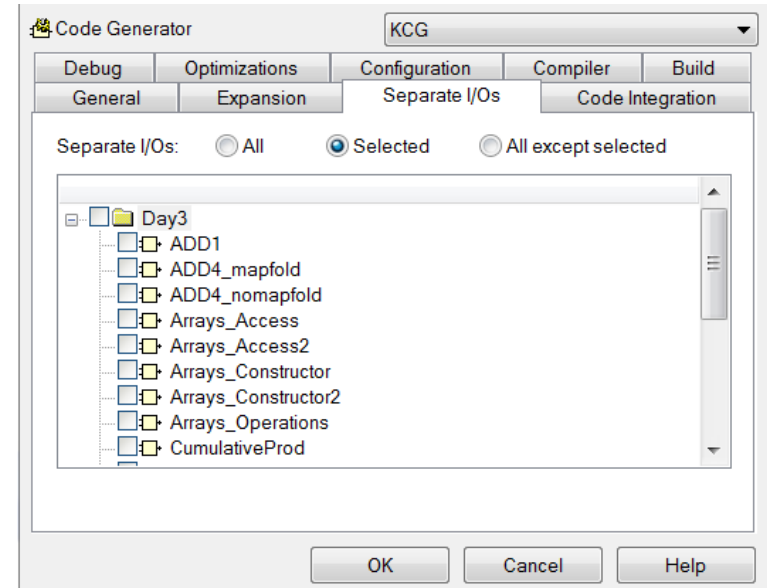 Code Generator KCG
Debug Optimizations Configuration Compiler Build
General Expansion Separate I/Os Code Integration
Separate I/Os: All Selected All except selected
Day3
ADD1
ADD4_mapfold
ADD4_nomapfold
Arrays_Access
Arrays_Access2
Arrays_Constructor
Arrays_Constructor2
Arrays_Operations
CumulativeProd
OK Cancel Help